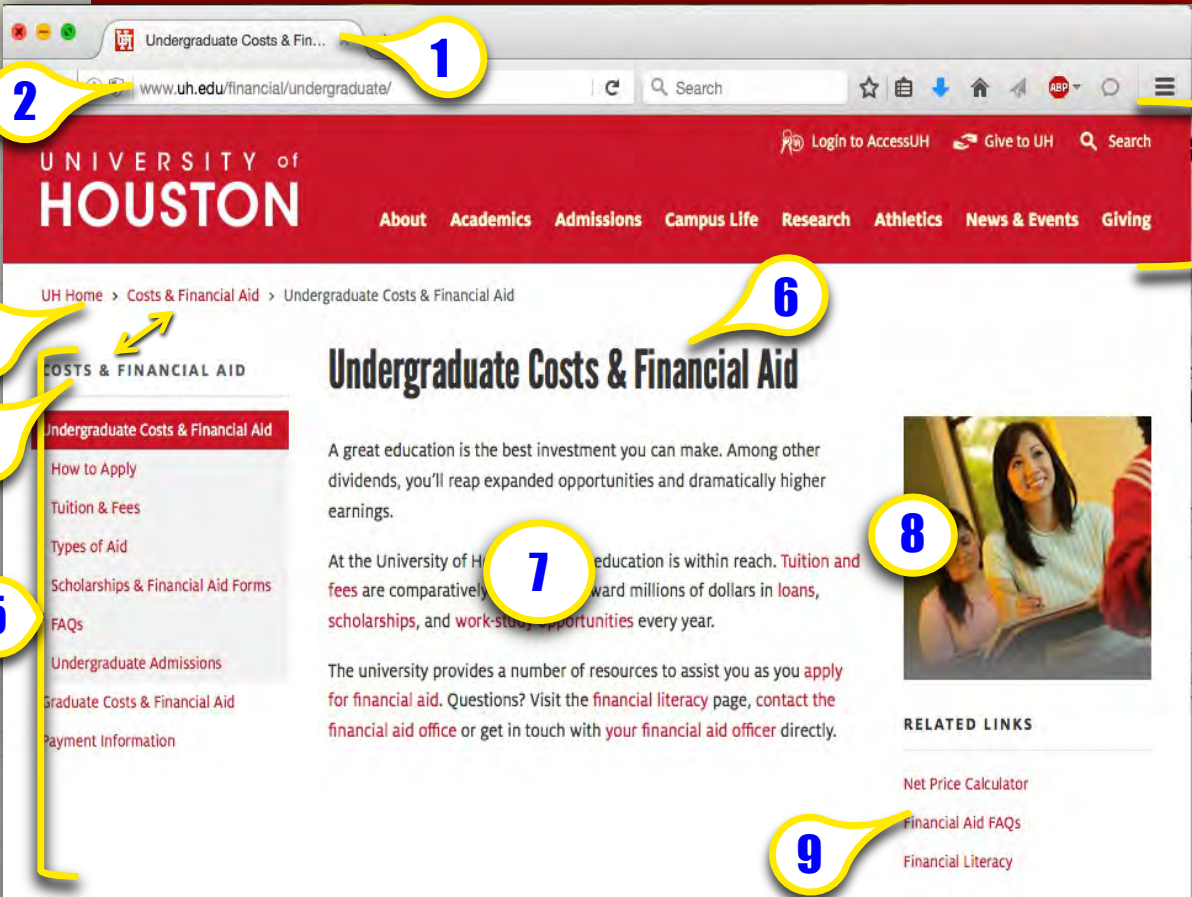 Undergraduate Costs & Fin...
1
2
www.uh.edu/financial/undergraduate/
Search
ABP
Login to AccessUH Give to UH Search
UNIVERSITY of
HOUSTON
About Academics Admissions Campus Life Research Athletics News & Events Giving
UH Home > Costs & Financial Aid > Undergraduate Costs & Financial Aid
6
COSTS & FINANCIAL AID
Undergraduate Costs & Financial Aid
How to Apply
Tuition & Fees
Types of Aid
Scholarships & Financial Aid Forms
5
FAQs
Undergraduate Admissions
Graduate Costs & Financial Aid
Payment Information
Undergraduate Costs & Financial Aid
A great education is the best investment you can make. Among other
dividends, you'll reap expanded opportunities and dramatically higher
earnings.
At the University of education is within reach. Tuition and
7
fees are comparatively millions of dollars in loans,
scholarships, and work-study opportunities every year.
The university provides a number of resources to assist you as you apply
for financial aid. Questions? Visit the financial literacy page, contact the
financial aid office or get in touch with your financial aid officer directly.
8
RELATED LINKS
Net Price Calculator
Financial Aid FAQs
9
Financial Literacy